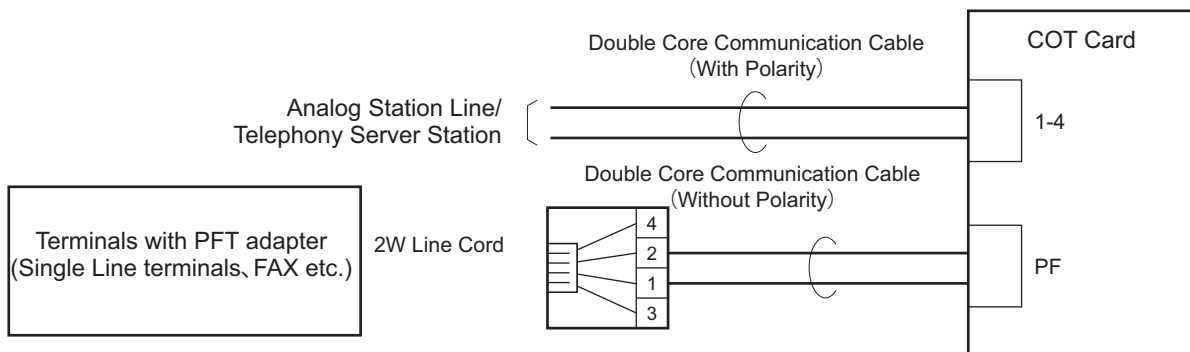 Double Core Communication Cable
（With Polarity）
COT Card
Analog Station Line/
Telephony Server Station
1-4
Double Core Communication Cable
（Without Polarity）
Terminals with PFT adapter
(Single Line terminals、FAX etc.)
2W Line Cord
4
2
1
3
PF